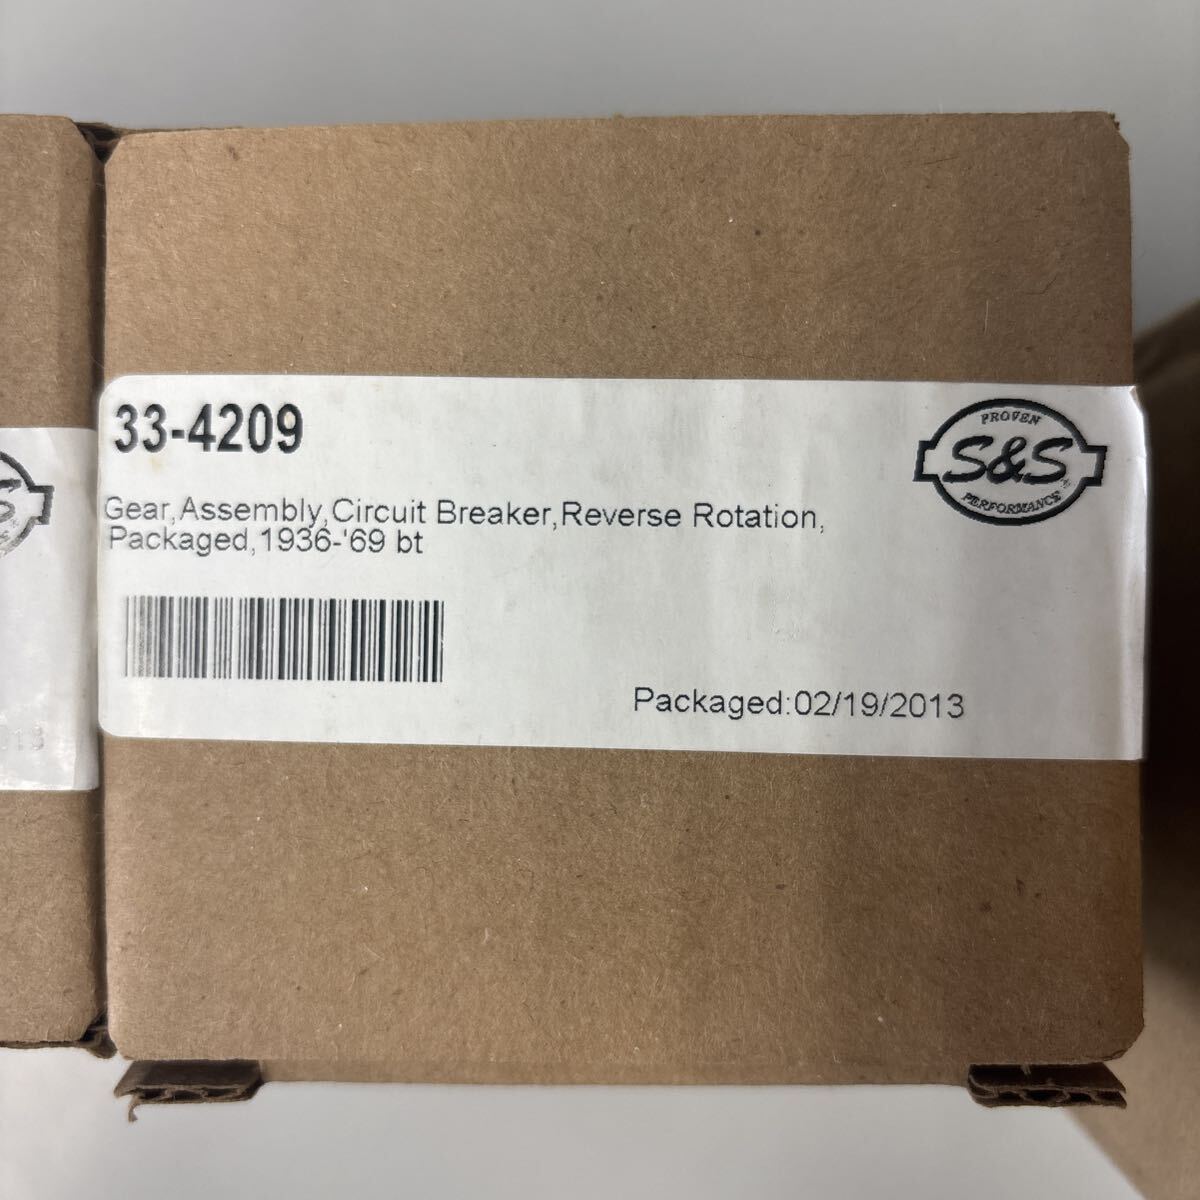 33-4209
PROVEN
S&S
PERFORMANCE
Gear,Assembly,Circuit Breaker,Reverse Rotation,
Packaged,1936-'69 bt
Packaged:02/19/2013